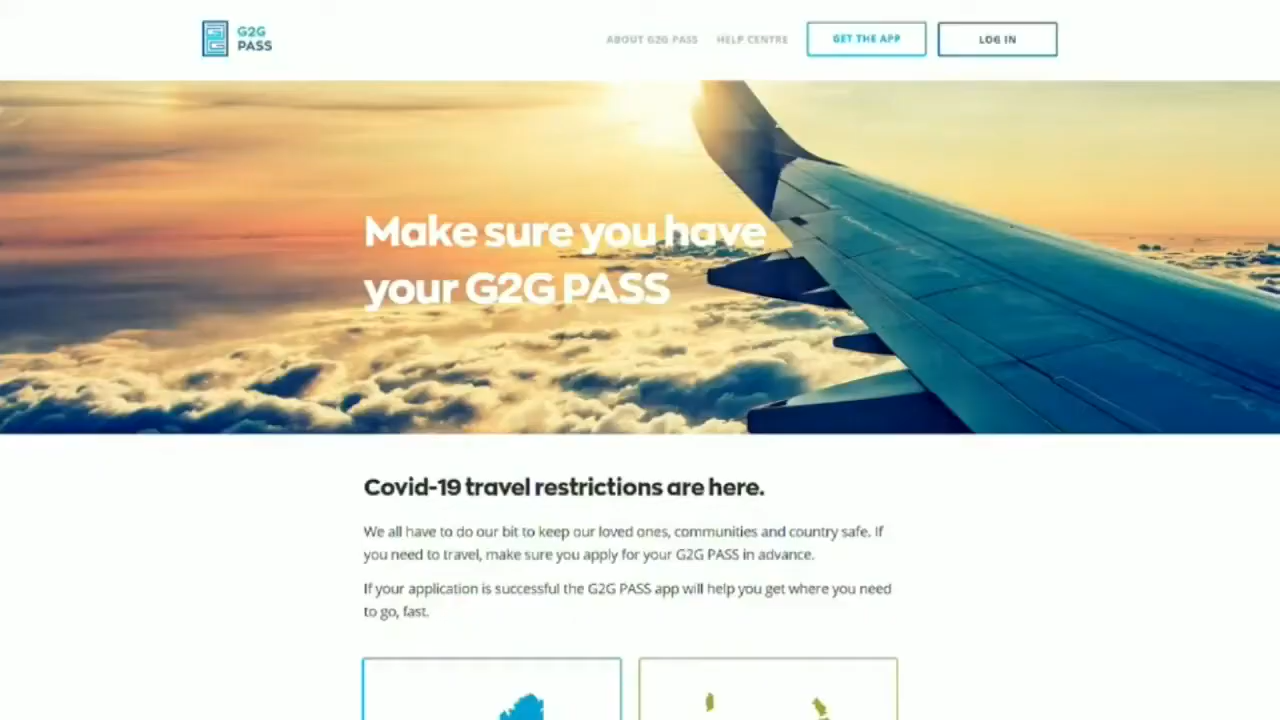 G2G
PASS
ABOUT G2G PASS
HELP CENTRE
GET THE APP
LOG IN
Make sure you have
your G2G PASS
Covid-19 travel restrictions are here.
We all have to do our bit to keep our loved ones, communities and country safe. If
you need to travel, make sure you apply for your G2G PASS in advance.
If your application is successful the G2G PASS app will help you get where you need
to go, fast.